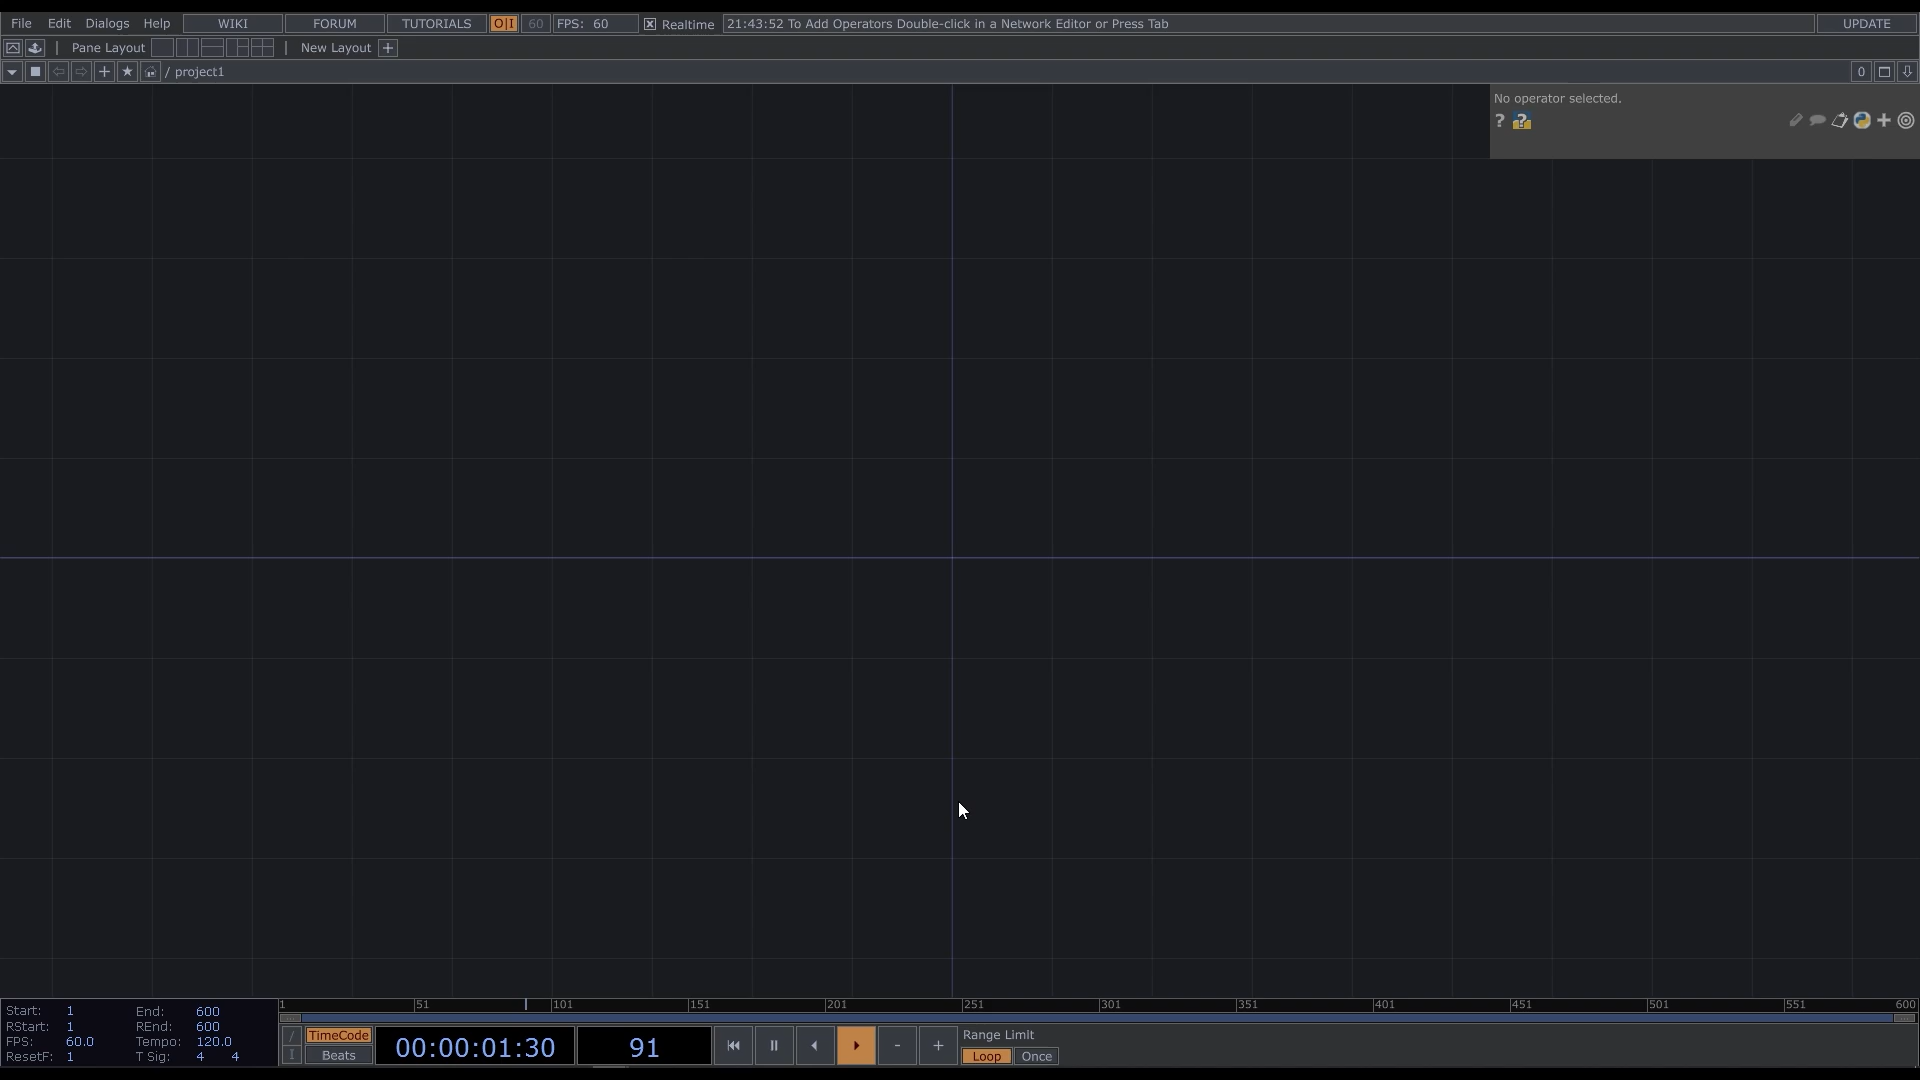 File Edit Dialogs Help WIKI FORUM TUTORIALS O|I 60 FPS: 60 Realtime 21:43:52 To Add Operators Double-click in a Network Editor or Press Tab UPDATE
Pane Layout New Layout +
/ project1 0
No operator selected.
? ?
1 51 101 151 201 251 301 351 401 451 501 551 600
Start: 1 End: 600
RStart: 1 REnd: 600
FPS: 60.0 Tempo: 120.0
ResetF: 1 T Sig: 4 4
/ TimeCode
I Beats
00:00:01:30 91 - +
Range Limit
Loop Once